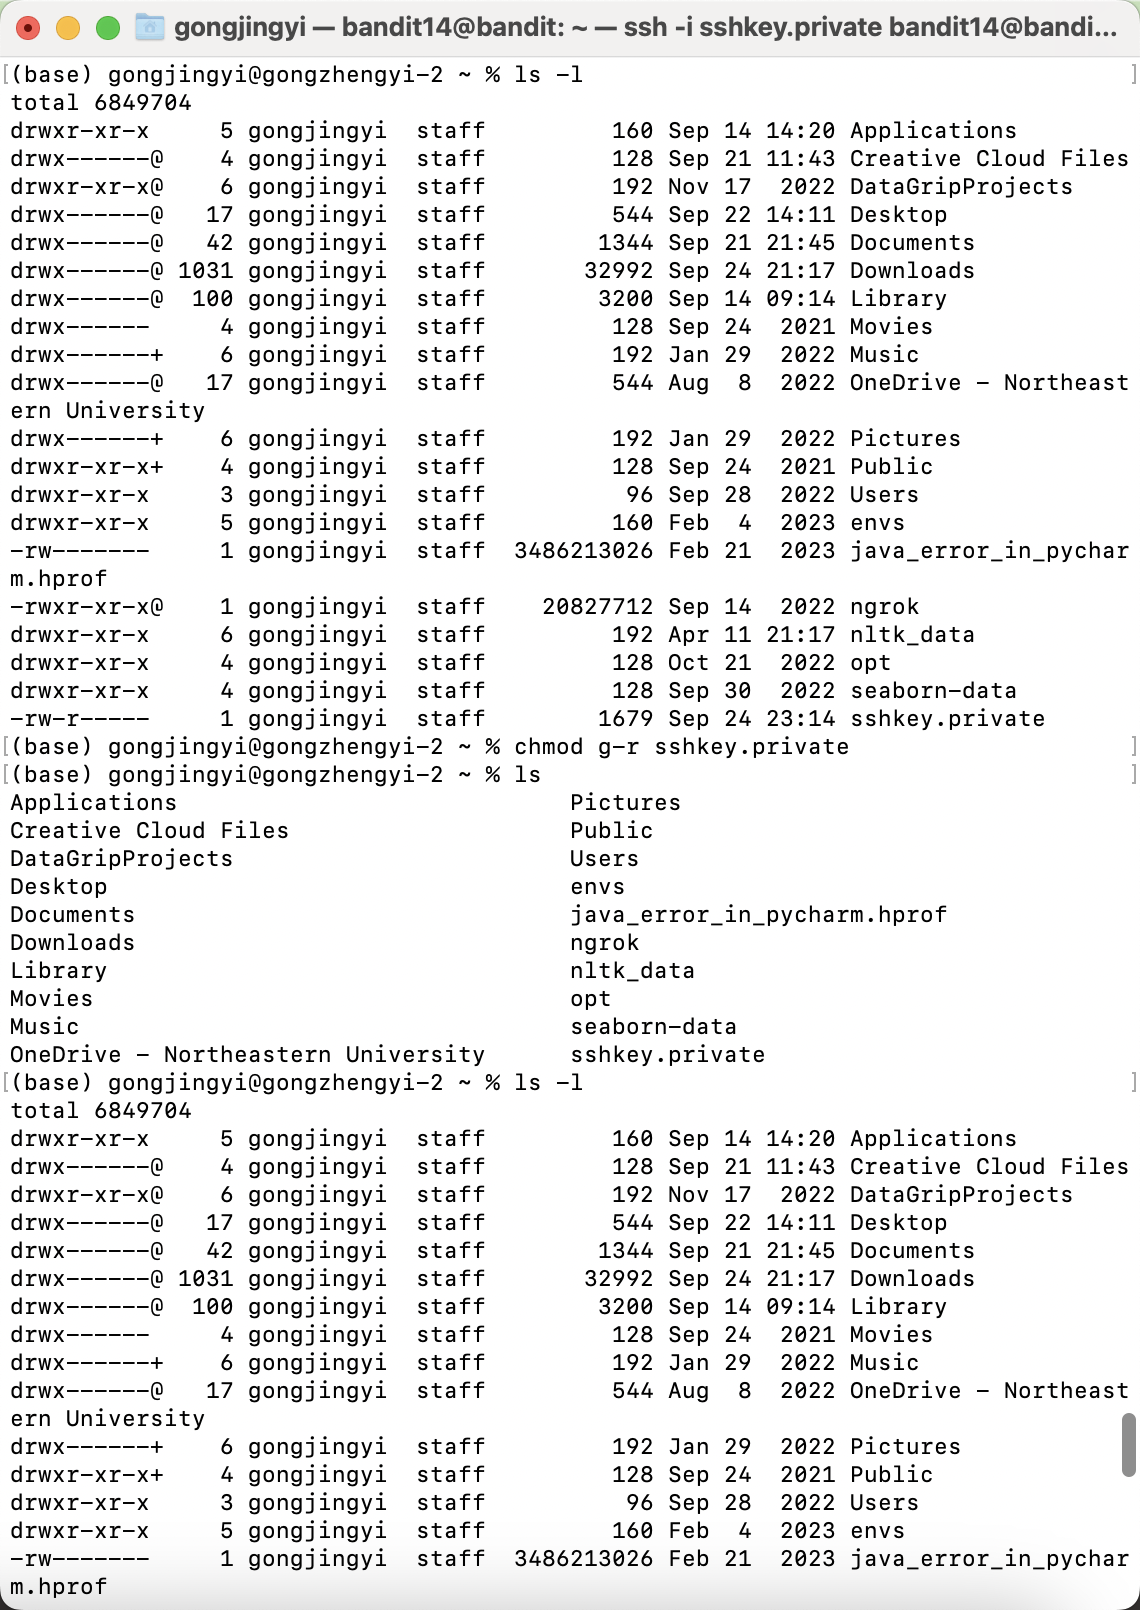 gongjingyi — bandit14@bandit: ~ — ssh -i sshkey.private bandit14@bandi...
[(base) gongjingyi@gongzhengyi-2 ~ % ls -l ]
total 6849704
drwxr-xr-x 5 gongjingyi staff 160 Sep 14 14:20 Applications
drwx------@ 4 gongjingyi staff 128 Sep 21 11:43 Creative Cloud Files
drwxr-xr-x@ 6 gongjingyi staff 192 Nov 17 2022 DataGripProjects
drwx------@ 17 gongjingyi staff 544 Sep 22 14:11 Desktop
drwx------@ 42 gongjingyi staff 1344 Sep 21 21:45 Documents
drwx------@ 1031 gongjingyi staff 32992 Sep 24 21:17 Downloads
drwx------@ 100 gongjingyi staff 3200 Sep 14 09:14 Library
drwx------ 4 gongjingyi staff 128 Sep 24 2021 Movies
drwx------+ 6 gongjingyi staff 192 Jan 29 2022 Music
drwx------@ 17 gongjingyi staff 544 Aug 8 2022 OneDrive - Northeast
ern University
drwx------+ 6 gongjingyi staff 192 Jan 29 2022 Pictures
drwxr-xr-x+ 4 gongjingyi staff 128 Sep 24 2021 Public
drwxr-xr-x 3 gongjingyi staff 96 Sep 28 2022 Users
drwxr-xr-x 5 gongjingyi staff 160 Feb 4 2023 envs
-rw------- 1 gongjingyi staff 3486213026 Feb 21 2023 java_error_in_pychar
m.hprof
-rwxr-xr-x@ 1 gongjingyi staff 20827712 Sep 14 2022 ngrok
drwxr-xr-x 6 gongjingyi staff 192 Apr 11 21:17 nltk_data
drwxr-xr-x 4 gongjingyi staff 128 Oct 21 2022 opt
drwxr-xr-x 4 gongjingyi staff 128 Sep 30 2022 seaborn-data
-rw-r----- 1 gongjingyi staff 1679 Sep 24 23:14 sshkey.private
[(base) gongjingyi@gongzhengyi-2 ~ % chmod g-r sshkey.private ]
[(base) gongjingyi@gongzhengyi-2 ~ % ls ]
Applications Pictures
Creative Cloud Files Public
DataGripProjects Users
Desktop envs
Documents java_error_in_pycharm.hprof
Downloads ngrok
Library nltk_data
Movies opt
Music seaborn-data
OneDrive - Northeastern University sshkey.private
[(base) gongjingyi@gongzhengyi-2 ~ % ls -l ]
total 6849704
drwxr-xr-x 5 gongjingyi staff 160 Sep 14 14:20 Applications
drwx------@ 4 gongjingyi staff 128 Sep 21 11:43 Creative Cloud Files
drwxr-xr-x@ 6 gongjingyi staff 192 Nov 17 2022 DataGripProjects
drwx------@ 17 gongjingyi staff 544 Sep 22 14:11 Desktop
drwx------@ 42 gongjingyi staff 1344 Sep 21 21:45 Documents
drwx------@ 1031 gongjingyi staff 32992 Sep 24 21:17 Downloads
drwx------@ 100 gongjingyi staff 3200 Sep 14 09:14 Library
drwx------ 4 gongjingyi staff 128 Sep 24 2021 Movies
drwx------+ 6 gongjingyi staff 192 Jan 29 2022 Music
drwx------@ 17 gongjingyi staff 544 Aug 8 2022 OneDrive - Northeast
ern University
drwx------+ 6 gongjingyi staff 192 Jan 29 2022 Pictures
drwxr-xr-x+ 4 gongjingyi staff 128 Sep 24 2021 Public
drwxr-xr-x 3 gongjingyi staff 96 Sep 28 2022 Users
drwxr-xr-x 5 gongjingyi staff 160 Feb 4 2023 envs
-rw------- 1 gongjingyi staff 3486213026 Feb 21 2023 java_error_in_pychar
m.hprof